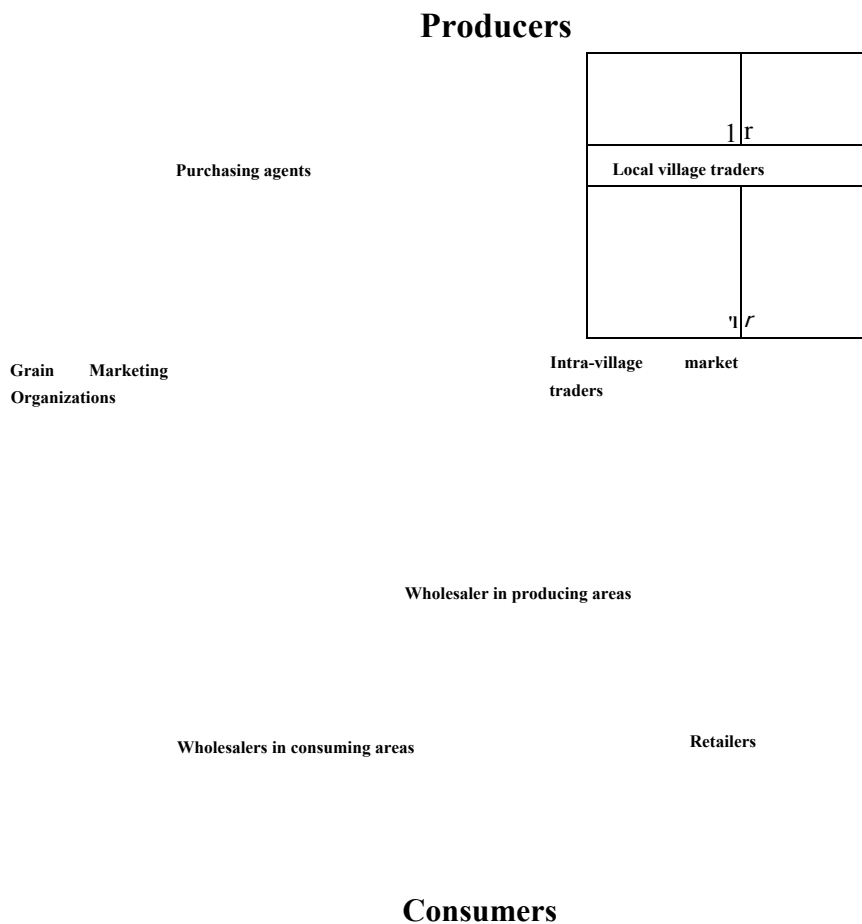 Producers
1 r
Purchasing agents
Local village traders
'l r
Grain Marketing
Organizations
Intra-village market
traders
Wholesaler in producing areas
Wholesalers in consuming areas
Retailers
Consumers